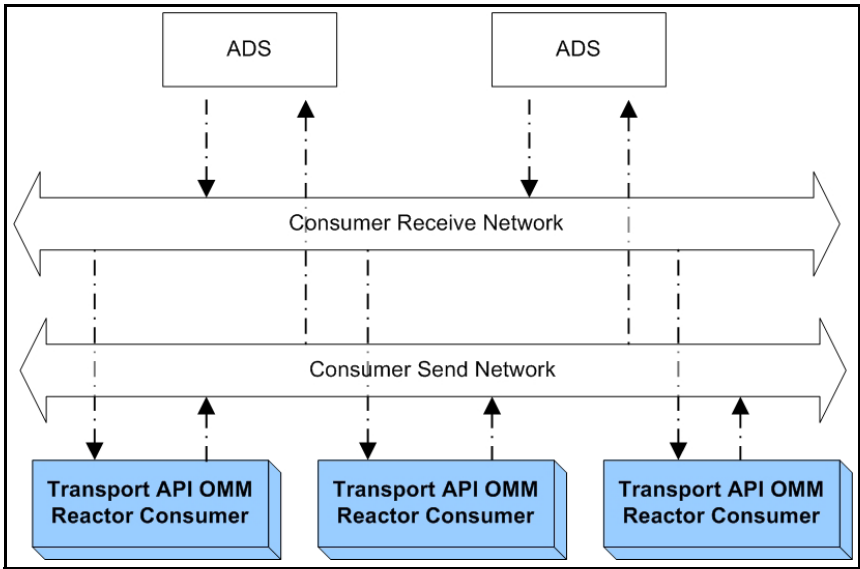 ADS
ADS
Consumer Receive Network
Consumer Send Network
Transport API OMM
Reactor Consumer
Transport API OMM
Reactor Consumer
Transport API OMM
Reactor Consumer